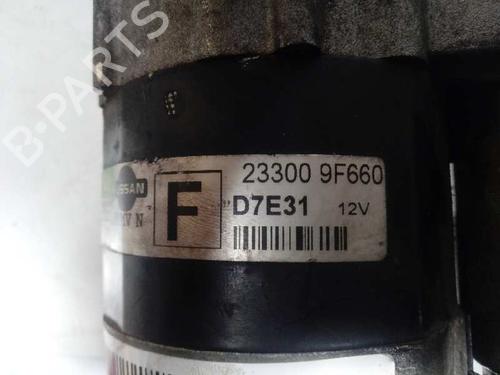 B-PARTS
23300 9F660
NISSAN
F
D7E31 12V
V N